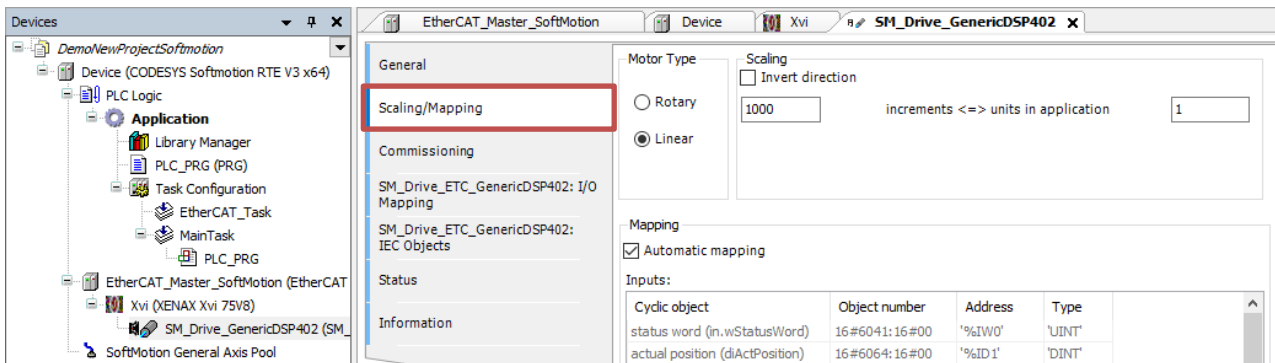 Devices
DemoNewProjectSoftmotion
Device (CODESYS Softmotion RTE V3 x64)
PLC Logic
Application
Library Manager
PLC_PRG (PRG)
Task Configuration
EtherCAT_Task
MainTask
PLC_PRG
EtherCAT_Master_SoftMotion (EtherCAT
Xvi (XENAX Xvi 75V8)
SM_Drive_GenericDSP402 (SM_
SoftMotion General Axis Pool
EtherCAT_Master_SoftMotion Device Xvi SM_Drive_GenericDSP402
General
Scaling/Mapping
Commissioning
SM_Drive_ETC_GenericDSP402: I/O
Mapping
SM_Drive_ETC_GenericDSP402:
IEC Objects
Status
Information
Motor Type
Rotary
Linear
Scaling
Invert direction
1000 increments <=> units in application 1
Mapping
Automatic mapping
Inputs:
Cyclic object Object number Address Type
status word (in.wStatusWord) 16#6041:16#00 '%IW0' 'UINT'
actual position (diActPosition) 16#6064:16#00 '%ID1' 'DINT'